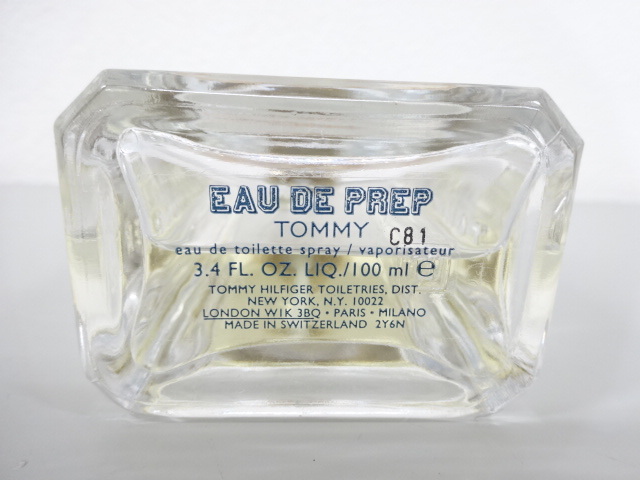 EAU DE PREP
TOMMY
C81
eau de toilette spray / vaporisateur
3.4 FL. OZ. LIQ./100 ml ℮
TOMMY HILFIGER TOILETRIES, DIST.
NEW YORK, N.Y. 10022
LONDON W1K 3BQ • PARIS • MILANO
MADE IN SWITZERLAND 2Y6N